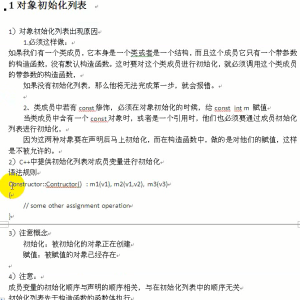 1 对象初始化列表
1）对象初始化列表出现原因
1.必须这样做:
如果我们有一个类成员，它本身是一个类或者是一个结构，而且这个成员它只有一个带参数
的构造函数，没有默认构造函数。这时要对这个类成员进行初始化，就必须调用这个类成员
的带参数的构造函数，
如果没有初始化列表，那么他将无法完成第一步，就会报错。
2、类成员中若有 const 修饰，必须在对象初始化的时候，给 const int m 赋值
当类成员中含有一个 const 对象时，或者是一个引用时，他们也必须要通过成员初始化
列表进行初始化，
因为这两种对象要在声明后马上初始化，而在构造函数中，做的是对他们的赋值，这样
是不被允许的。
2）C++中提供初始化列表对成员变量进行初始化
语法规则
Constructor::Contructor() : m1(v1), m2(v1,v2), m3(v3)
{
// some other assignment operation
}
3）注意概念
初始化：被初始化的对象正在创建
赋值：被赋值的对象已经存在
4）注意。
成员变量的初始化顺序与声明的顺序相关，与在初始化列表中的顺序无关
初始化列表先于构造函数的函数体执行